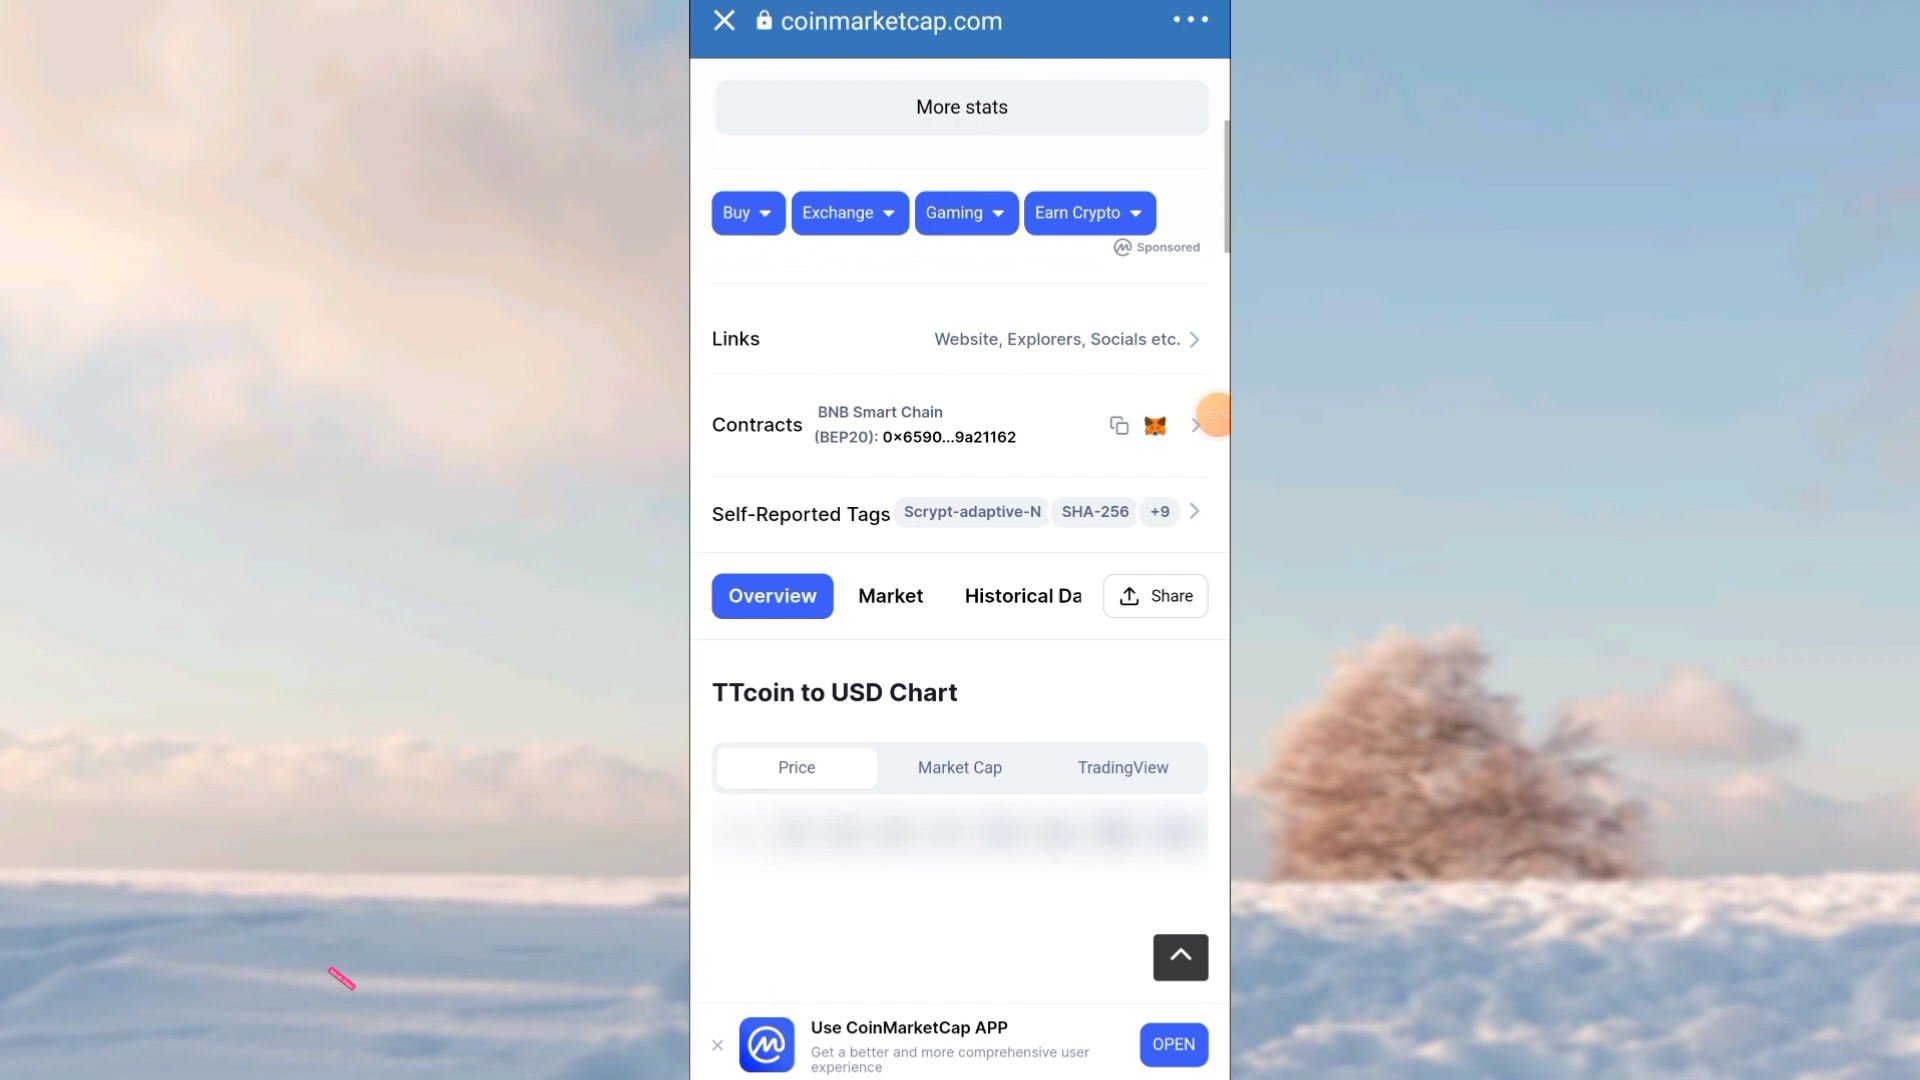 coinmarketcap.com
More stats
Buy
Exchange
Gaming
Earn Crypto
Sponsored
Links
Website, Explorers, Socials etc.
Contracts
BNB Smart Chain
(BEP20): 0x6590...9a21162
Self-Reported Tags
Scrypt-adaptive-N
SHA-256
+9
Overview
Market
Historical Da
Share
TTcoin to USD Chart
Price
Market Cap
TradingView
Use CoinMarketCap APP
Get a better and more comprehensive user
experience
OPEN